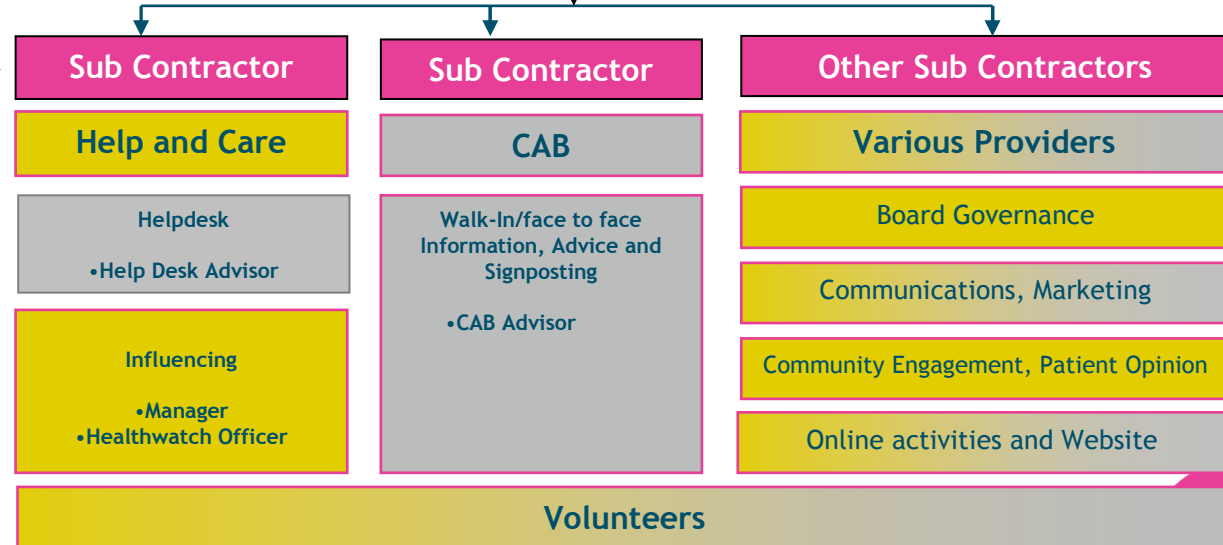 Sub Contractor
Help and Care
Helpdesk
•Help Desk Advisor
Influencing
•Manager
•Healthwatch Officer
Sub Contractor
CAB
Walk-In/face to face
Information, Advice and
Signposting
•CAB Advisor
Other Sub Contractors
Various Providers
Board Governance
Communications, Marketing
Community Engagement, Patient Opinion
Online activities and Website
Volunteers